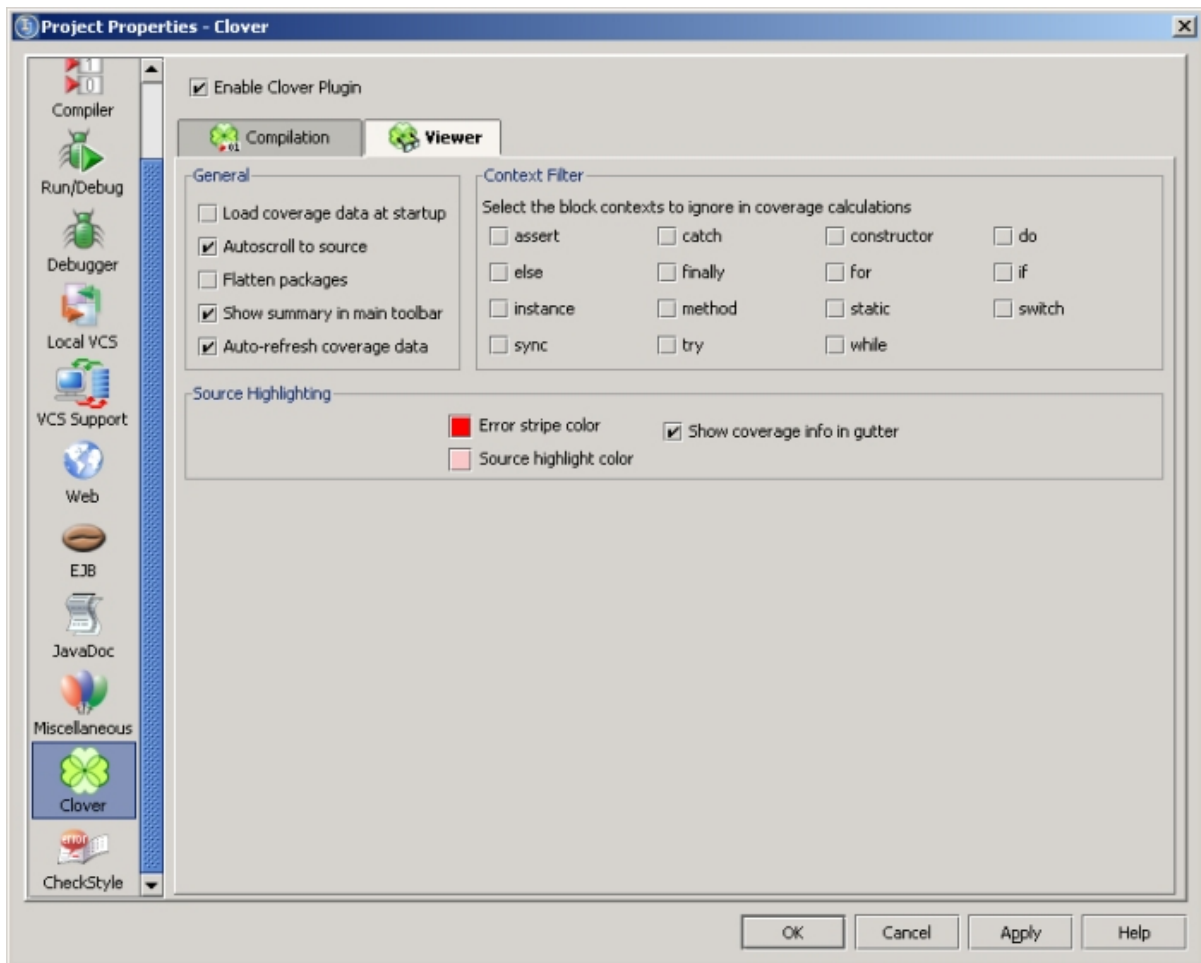 Project Properties - Clover
Compiler
Run/Debug
Debugger
Local VCS
VCS Support
Web
EJB
JavaDoc
Miscellaneous
Clover
error
CheckStyle
Enable Clover Plugin
01 Compilation
Viewer
General
Load coverage data at startup
Autoscroll to source
Flatten packages
Show summary in main toolbar
Auto-refresh coverage data
Context Filter
Select the block contexts to ignore in coverage calculations
assert catch constructor do
else finally for if
instance method static switch
sync try while
Source Highlighting
Error stripe color
Show coverage info in gutter
Source highlight color
OK Cancel Apply Help